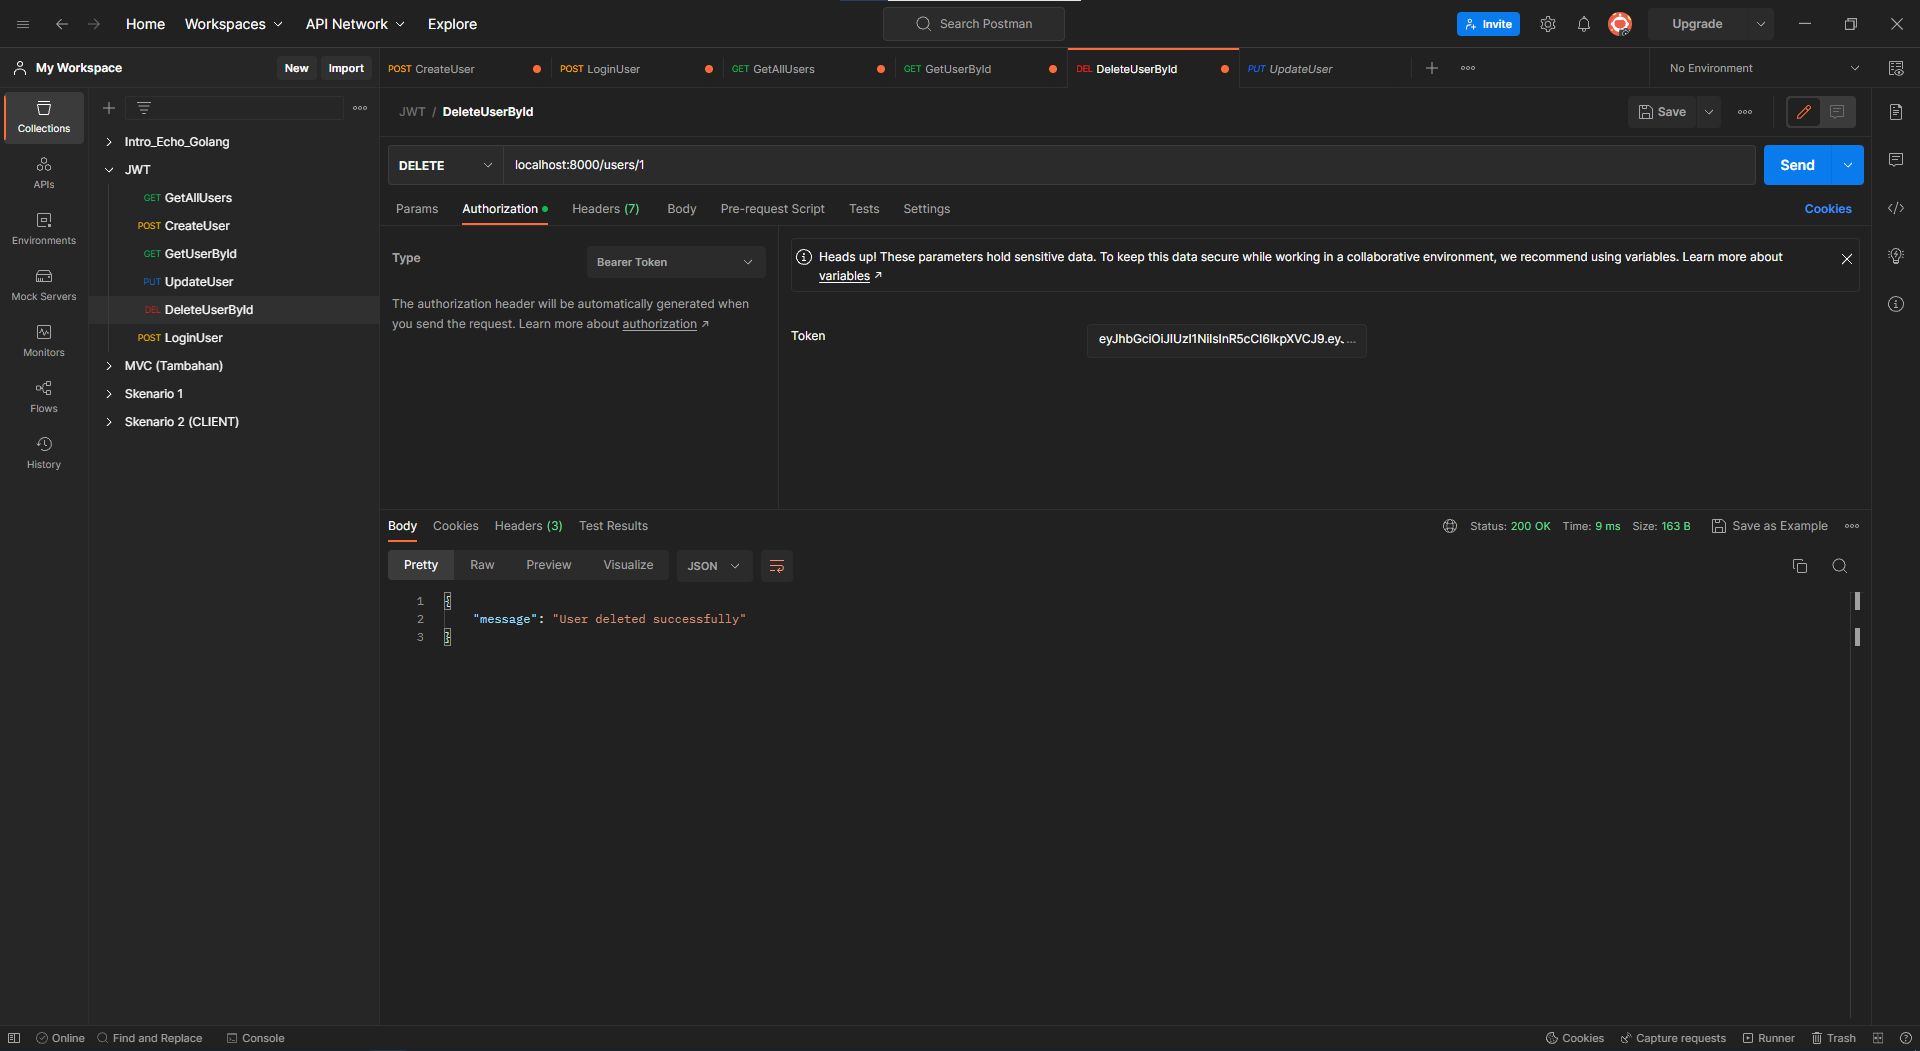 Home Workspaces API Network Explore Search Postman Invite Upgrade
My Workspace New Import POST CreateUser POST LoginUser GET GetAllUsers GET GetUserById DEL DeleteUserById PUT UpdateUser No Environment
Collections
APIs
Environments
Mock Servers
Monitors
Flows
History
Intro_Echo_Golang
JWT
GET GetAllUsers
POST CreateUser
GET GetUserById
PUT UpdateUser
DEL DeleteUserById
POST LoginUser
MVC (Tambahan)
Skenario 1
Skenario 2 (CLIENT)
JWT / DeleteUserById Save
DELETE localhost:8000/users/1 Send
Params Authorization Headers (7) Body Pre-request Script Tests Settings Cookies
Type Bearer Token
The authorization header will be automatically generated when
you send the request. Learn more about authorization ↗
Heads up! These parameters hold sensitive data. To keep this data secure while working in a collaborative environment, we recommend using variables. Learn more about
variables ↗
Token eyJhbGciOiJIUzI1NiIsInR5cCI6IkpXVCJ9.ey. ...
Body Cookies Headers (3) Test Results Status: 200 OK Time: 9 ms Size: 163 B Save as Example
Pretty Raw Preview Visualize JSON
1 {
2 "message": "User deleted successfully"
3 }
Online Find and Replace Console Cookies Capture requests Runner Trash